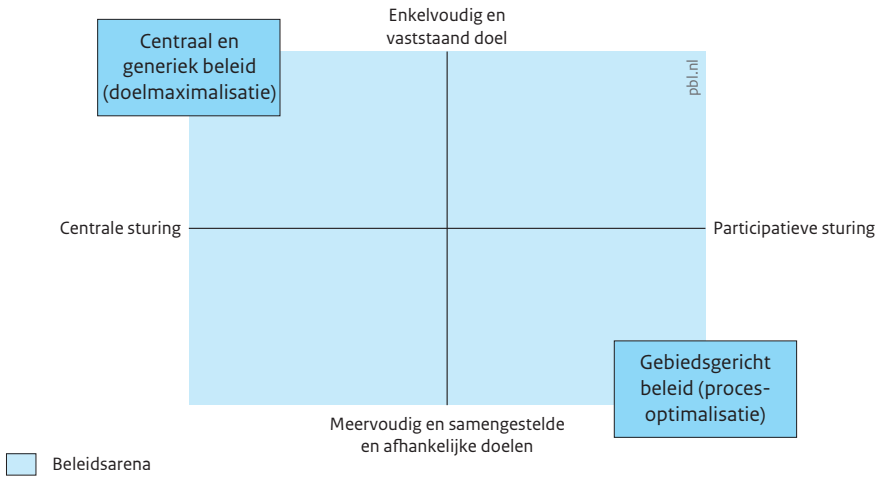 Enkelvoudig en
vaststaand doel
Centraal en
generiek beleid
(doelmaximalisatie)
pbl.nl
Centrale sturing
Participatieve sturing
Gebiedsgericht
beleid (proces-
optimalisatie)
Meervoudig en samengestelde
en afhankelijke doelen
Beleidsarena